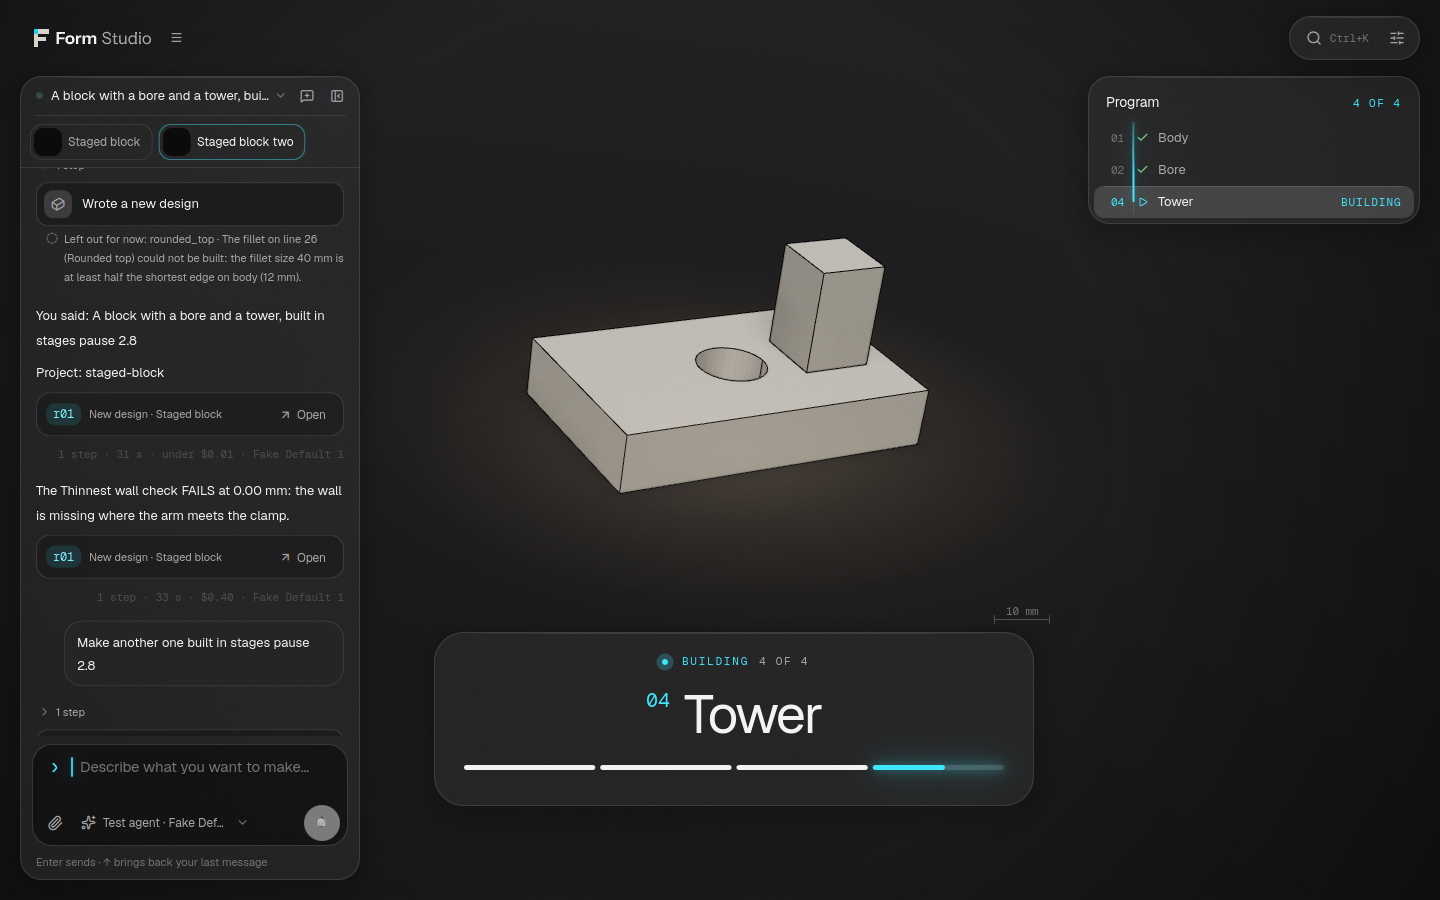 Form Studio
Ctrl+K
A block with a bore and a tower, bui...
Staged block
Staged block two
Wrote a new design
Left out for now: rounded_top · The fillet on line 26
(Rounded top) could not be built: the fillet size 40 mm is
at least half the shortest edge on body (12 mm).
You said: A block with a bore and a tower, built in
stages pause 2.8
Project: staged-block
r01 New design · Staged block Open
1 step · 31 s · under $0.01 · Fake Default 1
The Thinnest wall check FAILS at 0.00 mm: the wall
is missing where the arm meets the clamp.
r01 New design · Staged block Open
1 step · 33 s · $0.40 · Fake Default 1
Make another one built in stages pause
2.8
1 step
Describe what you want to make...
Test agent · Fake Def...
Enter sends · ↑ brings back your last message
10 mm
BUILDING 4 OF 4
04 Tower
Program 4 OF 4
01 Body
02 Bore
04 Tower BUILDING